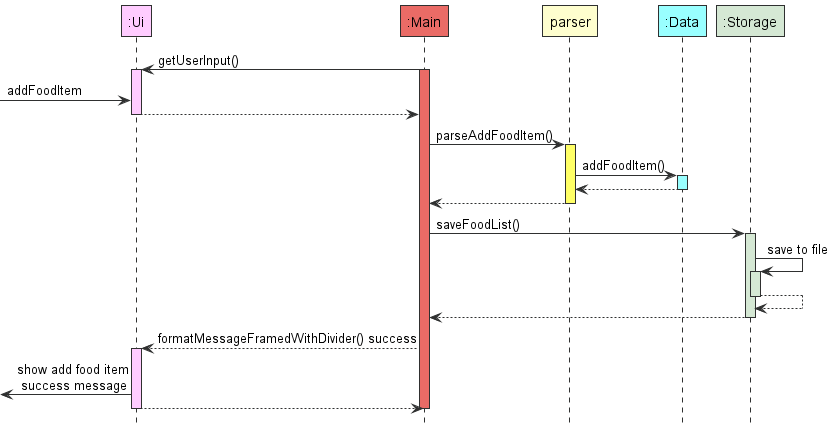 :Ui
:Main
parser
:Data
:Storage
getUserInput()
addFoodItem
parseAddFoodItem()
addFoodItem()
saveFoodList()
save to file
formatMessageFramedWithDivider() success
show add food item
success message